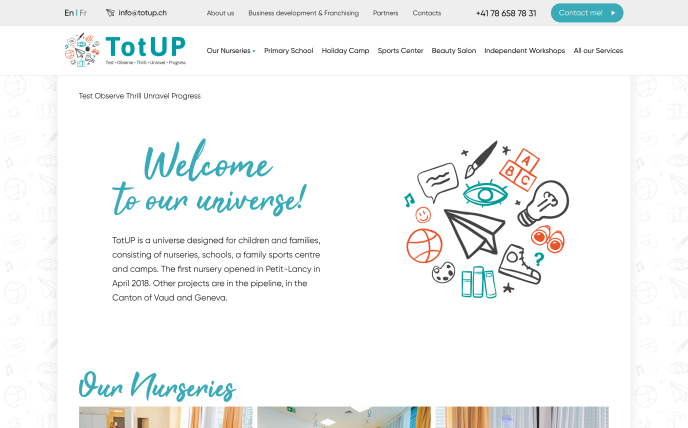 En | Fr
info@totup.ch
About us
Business development & Franchising
Partners
Contacts
+41 78 658 78 31
Contact me!
TotUP
Test • Observe • Thrill • Unravel • Progress
Our Nurseries
Primary School
Holiday Camp
Sports Center
Beauty Salon
Independent Workshops
All our Services
Test Observe Thrill Unravel Progress
Welcome
to our universe!
A
B C
?
TotUP is a universe designed for children and families,
consisting of nurseries, schools, a family sports centre
and camps. The first nursery opened in Petit-Lancy in
April 2018. Other projects are in the pipeline, in the
Canton of Vaud and Geneva.
Our Nurseries